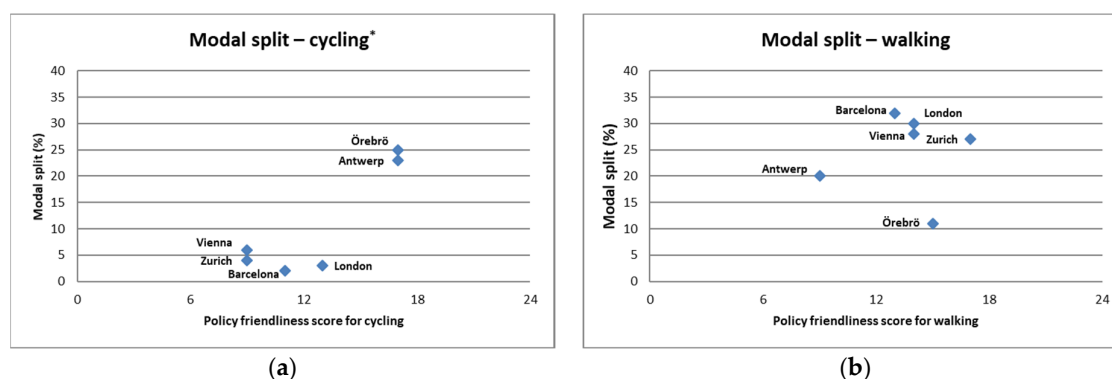 Modal split – cycling*
Modal split (%)
40
35
30
25
20
15
10
5
0
Örebrö
Antwerp
Vienna
Zurich
Barcelona
London
0 6 12 18 24
Policy friendliness score for cycling
(a)
Modal split – walking
Modal split (%)
40
35
30
25
20
15
10
5
0
Barcelona
London
Vienna
Zurich
Antwerp
Örebrö
0 6 12 18 24
Policy friendliness score for walking
(b)